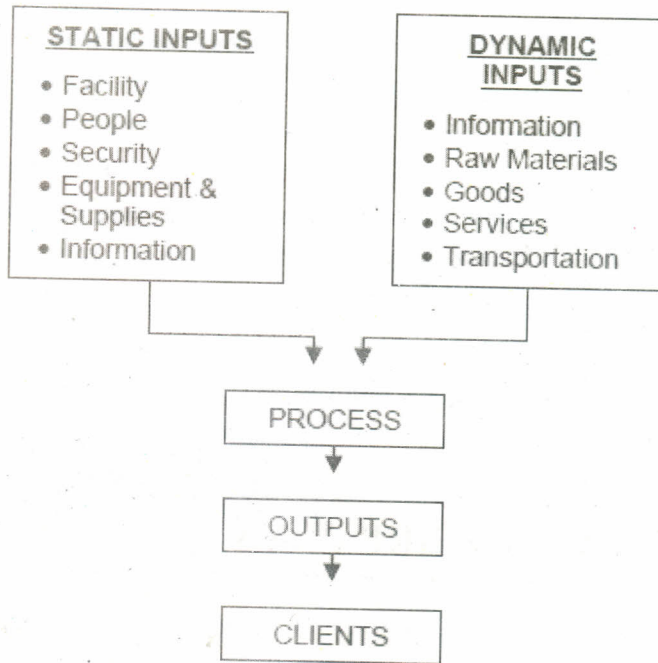 STATIC INPUTS
• Facility
• People
• Security
• Equipment &
Supplies
• Information
DYNAMIC
INPUTS
• Information
• Raw Materials
• Goods
• Services
• Transportation
PROCESS
OUTPUTS
CLIENTS